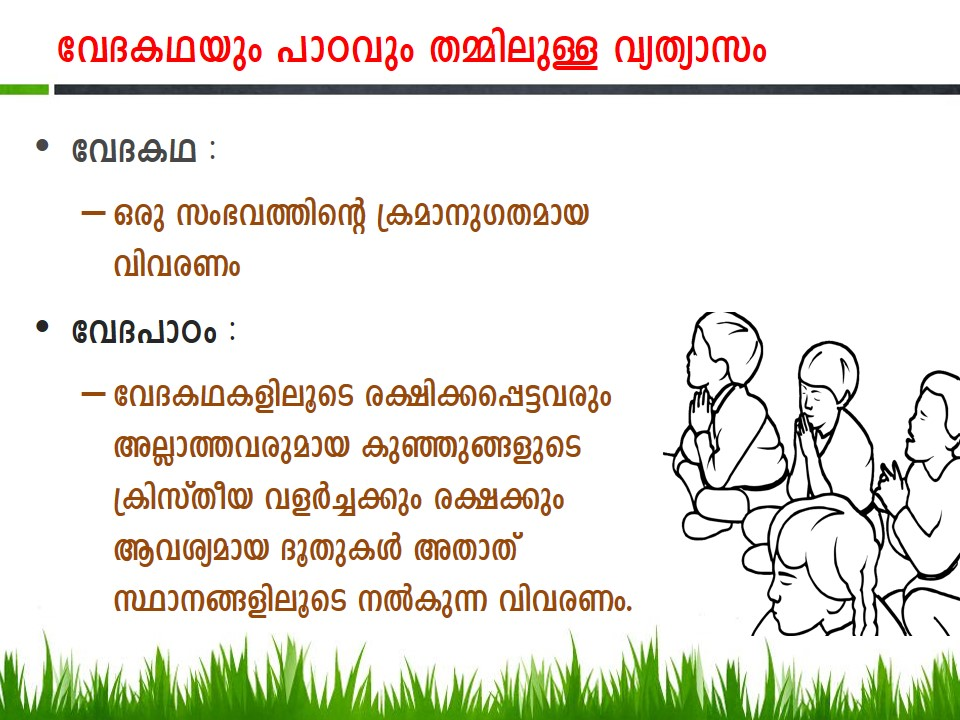 വേദകഥയും പാഠവും തമ്മിലുള്ള വ്യത്യാസം
• വേദകഥ :
– ഒരു സംഭവത്തിന്റെ ക്രമാനുഗതമായ
വിവരണം
• വേദപാഠം :
– വേദകഥകളിലൂടെ രക്ഷിക്കപ്പെട്ടവരും
അല്ലാത്തവരുമായ കുഞ്ഞുങ്ങളുടെ
ക്രിസ്തീയ വളർച്ചക്കും രക്ഷക്കും
ആവശ്യമായ ദൂതുകൾ അതാത്
സ്ഥാനങ്ങളിലൂടെ നൽകുന്ന വിവരണം.